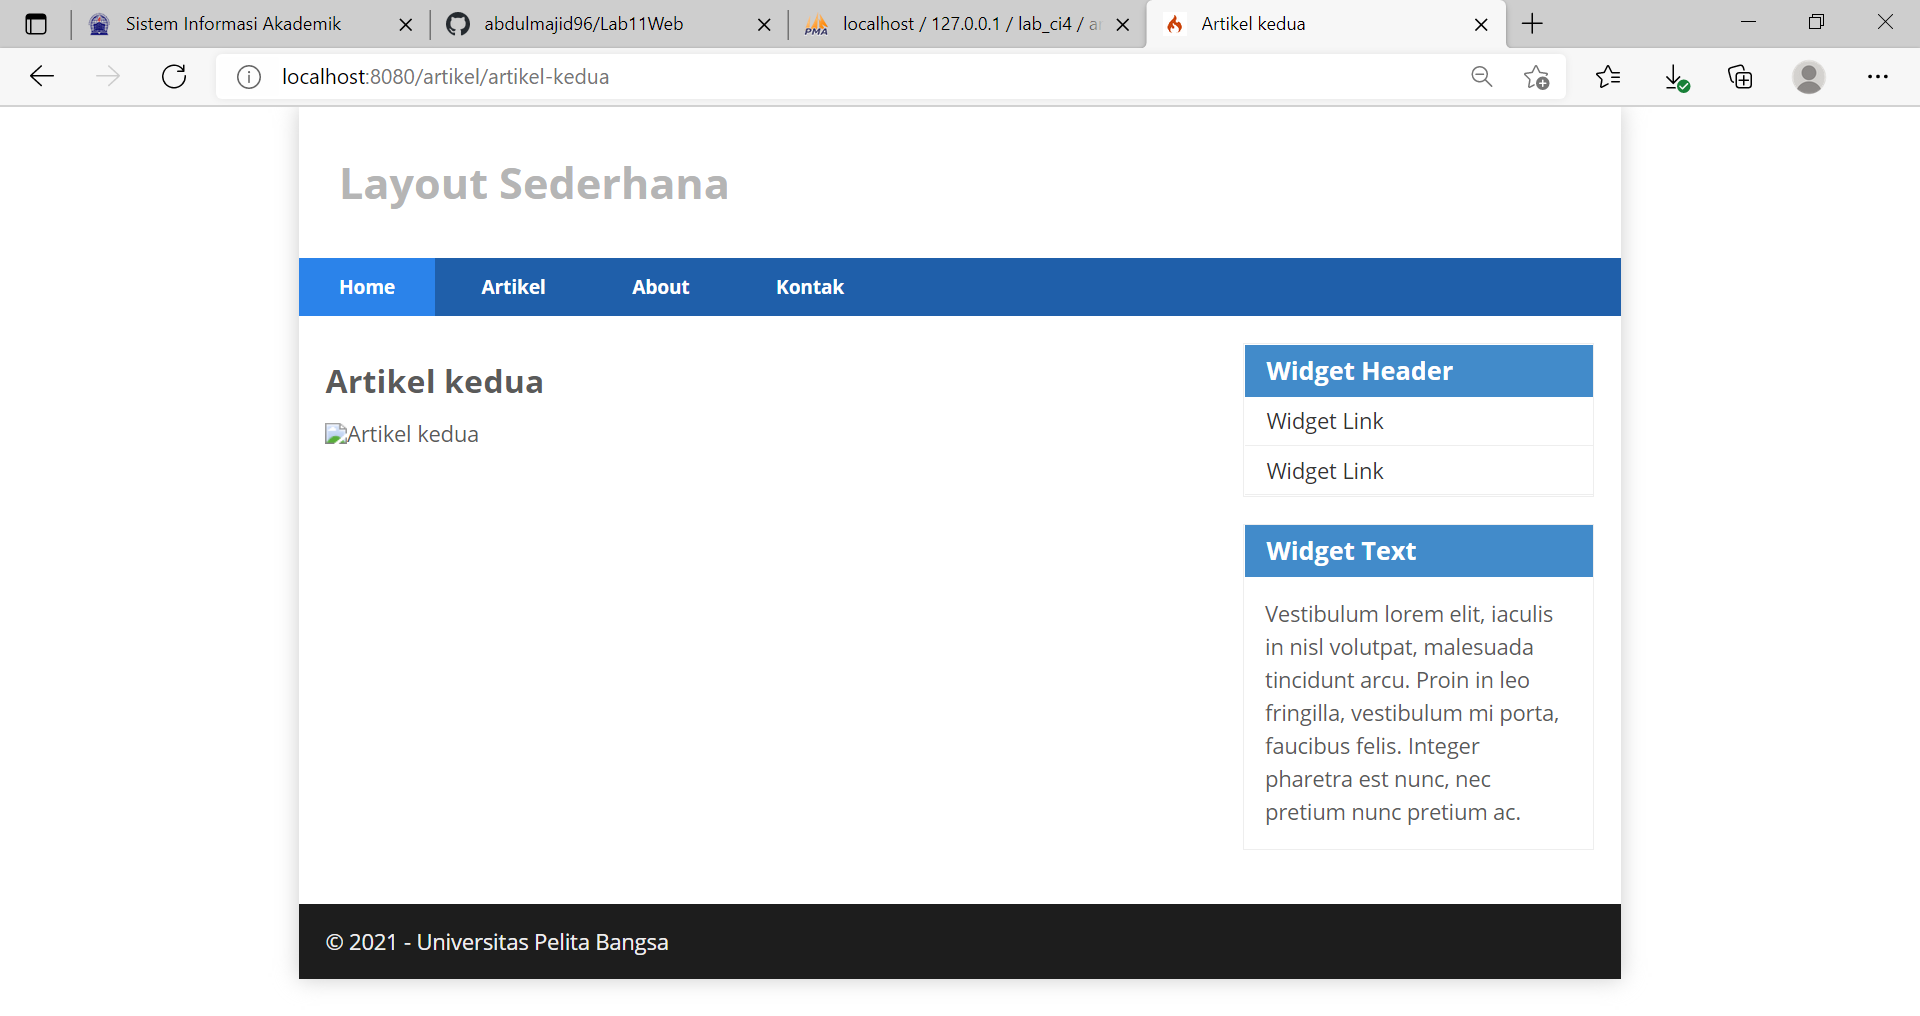 Sistem Informasi Akademik
abdulmajid96/Lab11Web
PMA
localhost / 127.0.0.1 / lab_ci4 /
Artikel kedua
localhost:8080/artikel/artikel-kedua
Layout Sederhana
Home Artikel About Kontak
Artikel kedua
Artikel kedua
Widget Header
Widget Link
Widget Link
Widget Text
Vestibulum lorem elit, iaculis
in nisl volutpat, malesuada
tincidunt arcu. Proin in leo
fringilla, vestibulum mi porta,
faucibus felis. Integer
pharetra est nunc, nec
pretium nunc pretium ac.
© 2021 - Universitas Pelita Bangsa